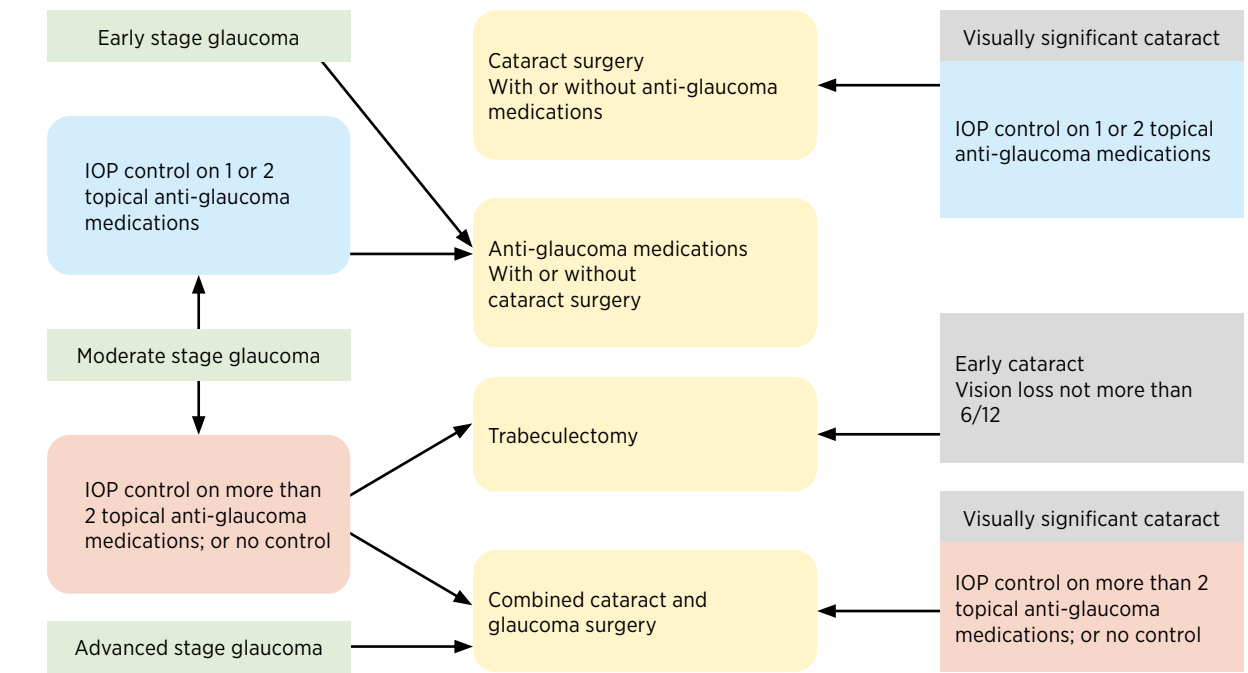 Early stage glaucoma
IOP control on 1 or 2
topical anti-glaucoma
medications
Moderate stage glaucoma
IOP control on more than
2 topical anti-glaucoma
medications; or no control
Advanced stage glaucoma
Cataract surgery
With or without anti-glaucoma
medications
Anti-glaucoma medications
With or without
cataract surgery
Trabeculectomy
Combined cataract and
glaucoma surgery
Visually significant cataract
IOP control on 1 or 2 topical
anti-glaucoma medications
Early cataract
Vision loss not more than
6/12
Visually significant cataract
IOP control on more than 2
topical anti-glaucoma
medications; or no control